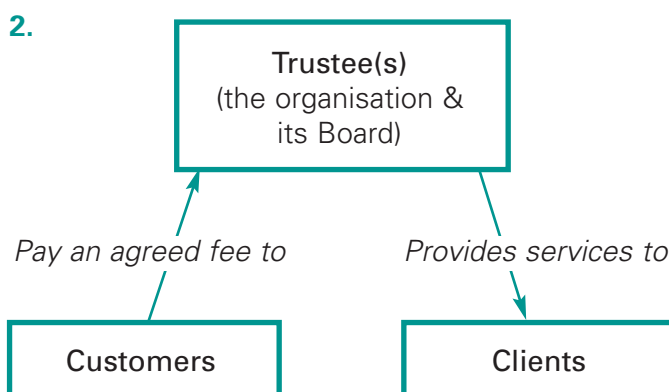 2.
Trustee(s)
(the organisation &
its Board)
Pay an agreed fee to
Provides services to
Customers
Clients